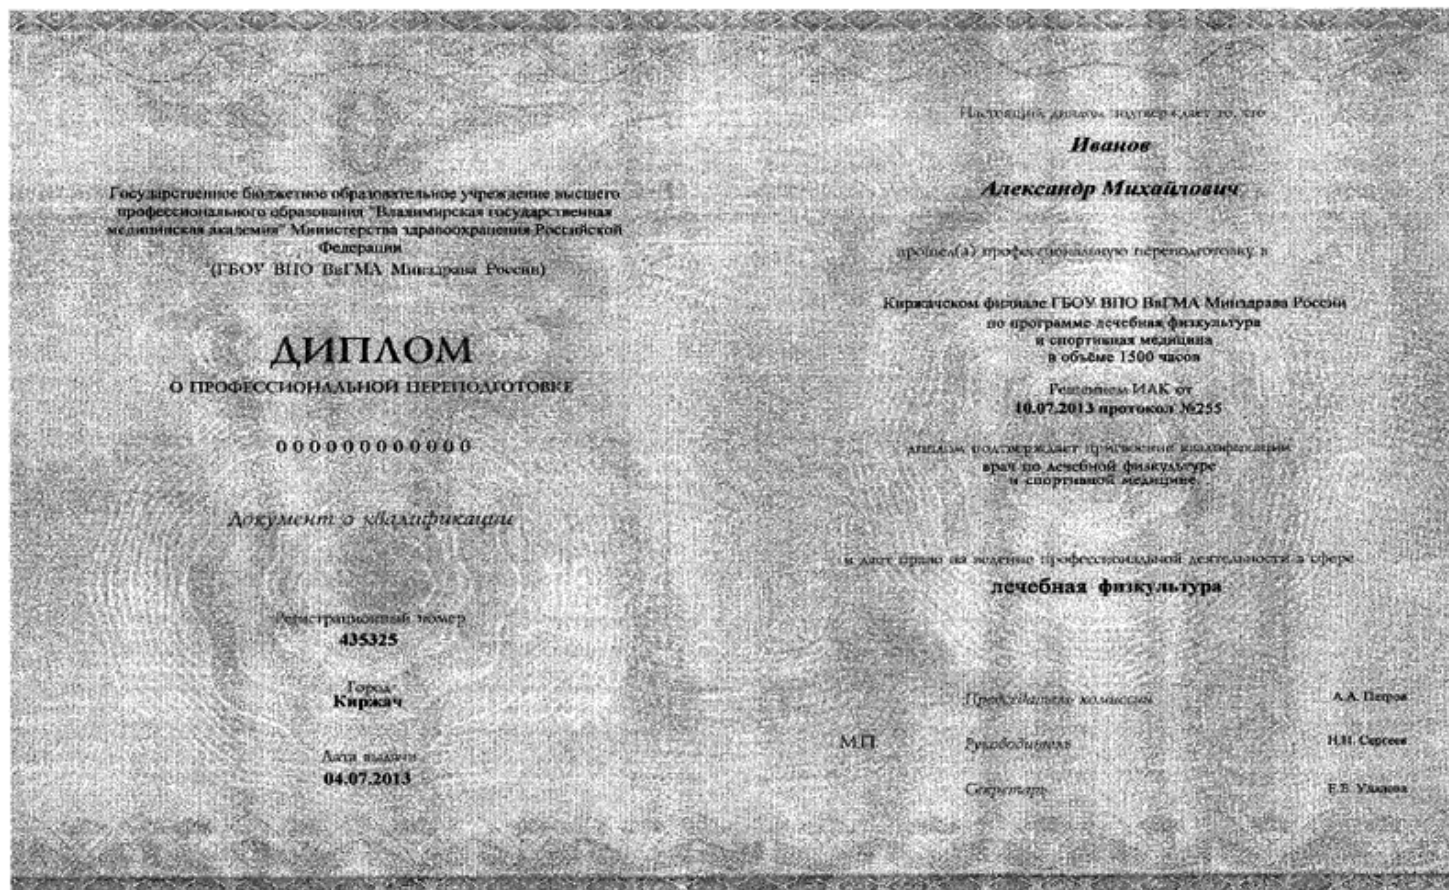 Государственное бюджетное образовательное учреждение высшего
профессионального образования "Владимирская государственная
медицинская академия" Министерства здравоохранения Российской
Федерации
(ГБОУ ВПО ВвГМА Минздрава России)
ДИПЛОМ
О ПРОФЕССИОНАЛЬНОЙ ПЕРЕПОДГОТОВКЕ
000000000000
Документ о квалификации
Регистрационный номер
435325
Город
Киржач
Дата выдачи
04.07.2013
Настоящий диплом подтверждает то, что
Иванов
Александр Михайлович
прошел(а) профессиональную переподготовку в
Киржачском филиале ГБОУ ВПО ВвГМА Минздрава России
по программе лечебная физкультура
и спортивная медицина
в объёме 1500 часов
Решением ИАК от
10.07.2013 протокол №255
диплом подтверждает присвоение квалификации
врач по лечебной физкультуре
и спортивной медицине
и дает право на ведение профессиональной деятельности в сфере
лечебная физкультура
Председатель комиссии А.А. Петров
М.П. Руководитель Н.Н. Сергеев
Секретарь Е.В.